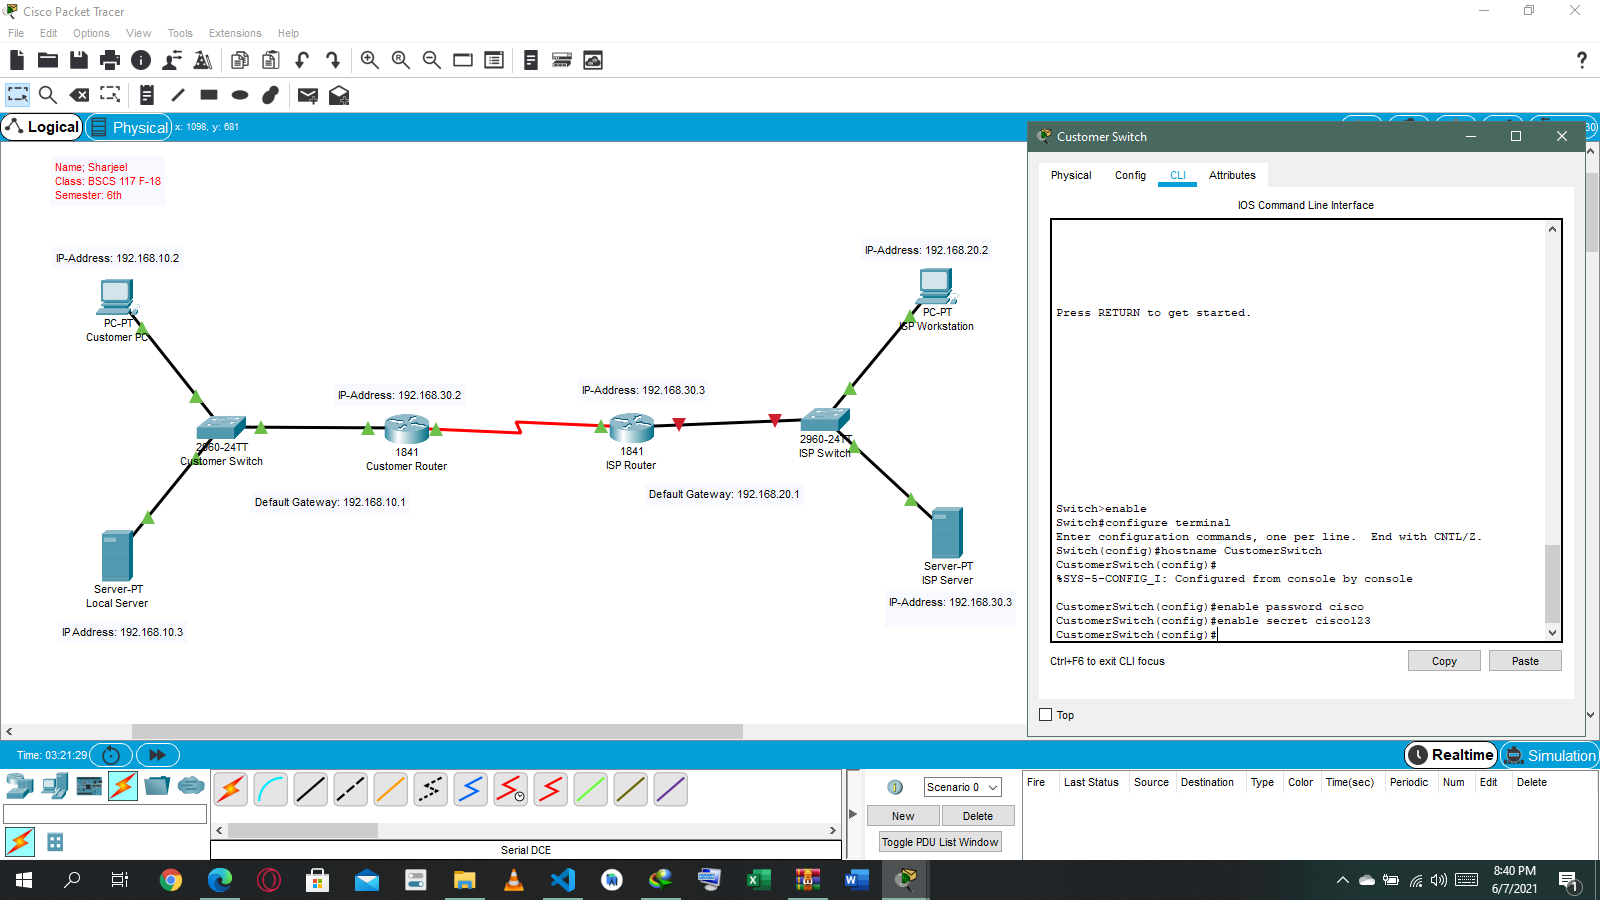 Cisco Packet Tracer
File Edit Options View Tools Extensions Help
Logical
Physical
x: 1098, y: 681
Name; Sharjeel
Class: BSCS 117 F-18
Semester: 6th
IP-Address: 192.168.10.2
PC-PT
Customer PC
IP-Address: 192.168.20.2
PC-PT
ISP Workstation
IP-Address: 192.168.30.2
IP-Address: 192.168.30.3
2960-24TT
Customer Switch
1841
Customer Router
1841
ISP Router
2960-24TT
ISP Switch
Default Gateway: 192.168.10.1
Default Gateway: 192.168.20.1
Server-PT
Local Server
IP Address: 192.168.10.3
Server-PT
ISP Server
IP-Address: 192.168.30.3
Customer Switch
30
Physical Config CLI Attributes
IOS Command Line Interface
Press RETURN to get started.
Switch>enable
Switch#configure terminal
Enter configuration commands, one per line.  End with CNTL/Z.
Switch(config)#hostname CustomerSwitch
CustomerSwitch(config)#
%SYS-5-CONFIG_I: Configured from console by console
CustomerSwitch(config)#enable password cisco
CustomerSwitch(config)#enable secret cisco123
CustomerSwitch(config)#
Ctrl+F6 to exit CLI focus
Copy
Paste
Top
Time: 03:21:29
Realtime
Simulation
Scenario 0
New
Delete
Toggle PDU List Window
Fire Last Status Source Destination Type Color Time(sec) Periodic Num Edit Delete
Serial DCE
8:40 PM
6/7/2021
1